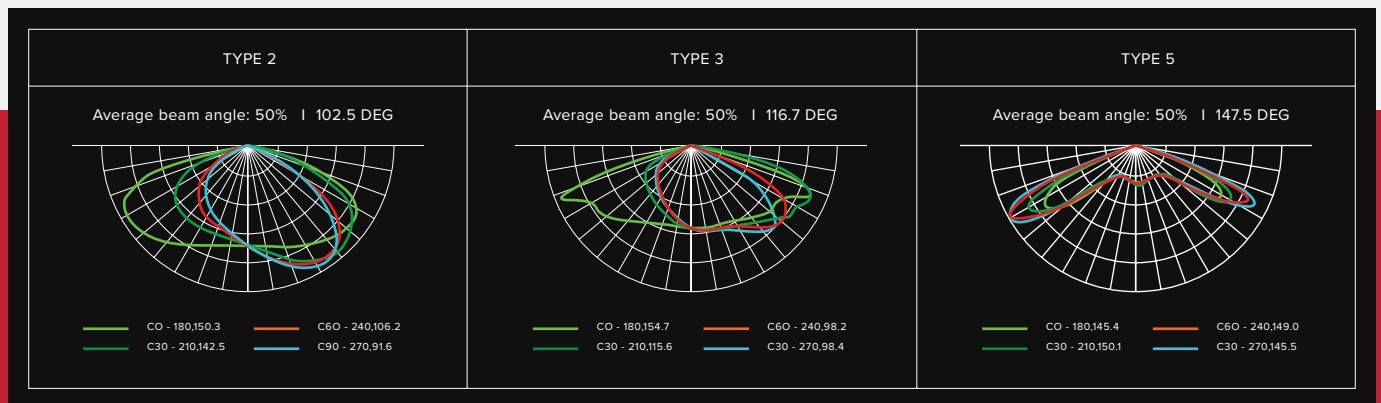 TYPE 2
TYPE 3
TYPE 5
Average beam angle: 50% I 102.5 DEG
Average beam angle: 50% I 116.7 DEG
Average beam angle: 50% I 147.5 DEG
CO - 180,150.3
C6O - 240,106.2
C30 - 210,142.5
C90 - 270,91.6
CO - 180,154.7
C6O - 240,98.2
C30 - 210,115.6
C30 - 270,98.4
CO - 180,145.4
C6O - 240,149.0
C30 - 210,150.1
C30 - 270,145.5